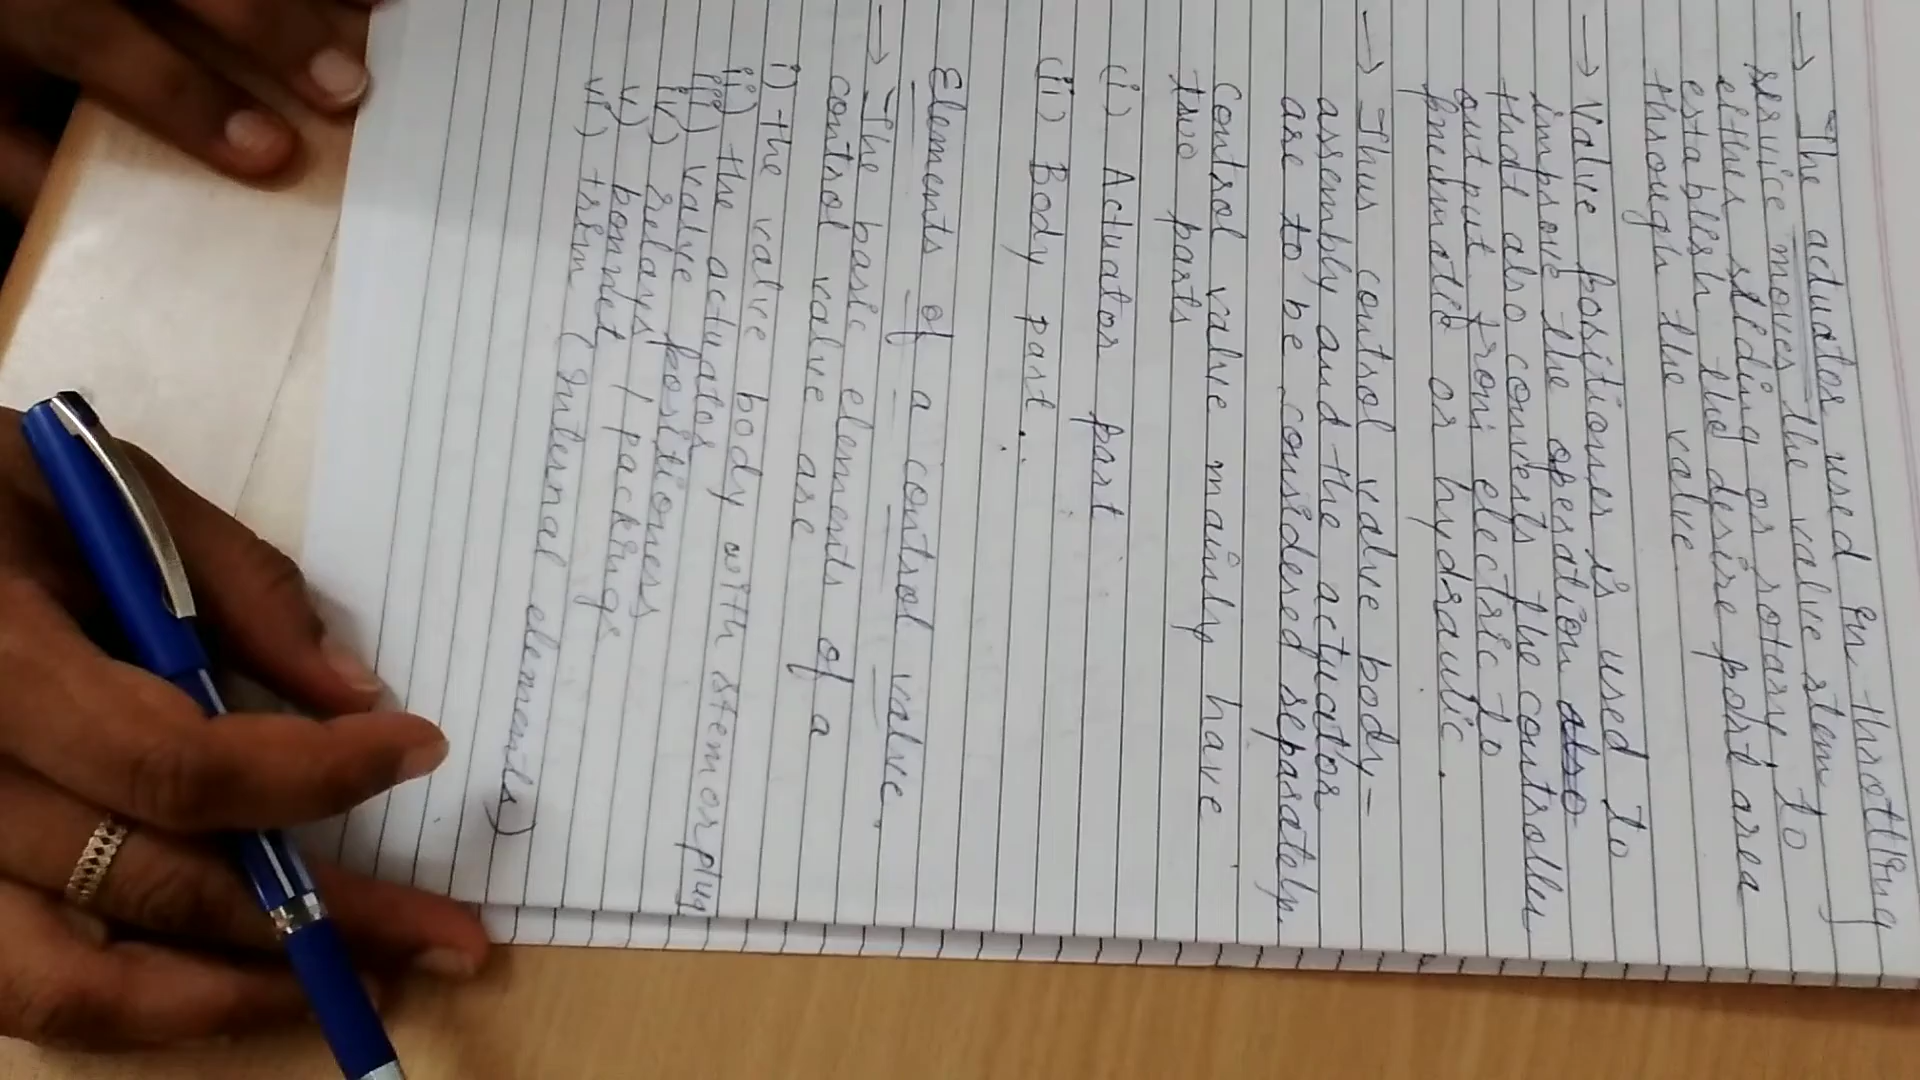 → The actuator used in throttling
service moves the valve stem to
either sliding or rotary to
establish the desire port area
through the valve.
→ Valve positioner is used to
improve the operation also
that also converts the controller
output from electric to
pneumatic or hydraulic.
→ Thus control valve body-
assembly and the actuator
are to be considered separately.
Control valve mainly have
two parts
(i) Actuator part
(ii) Body part.
Elements of a control valve.
→ The basic elements of a
control valve are
i) the valve body
ii) the actuator with stem or plug
iii) valve positioners
iv) relays / packings
v) bonnet
vi) trim (internal elements)